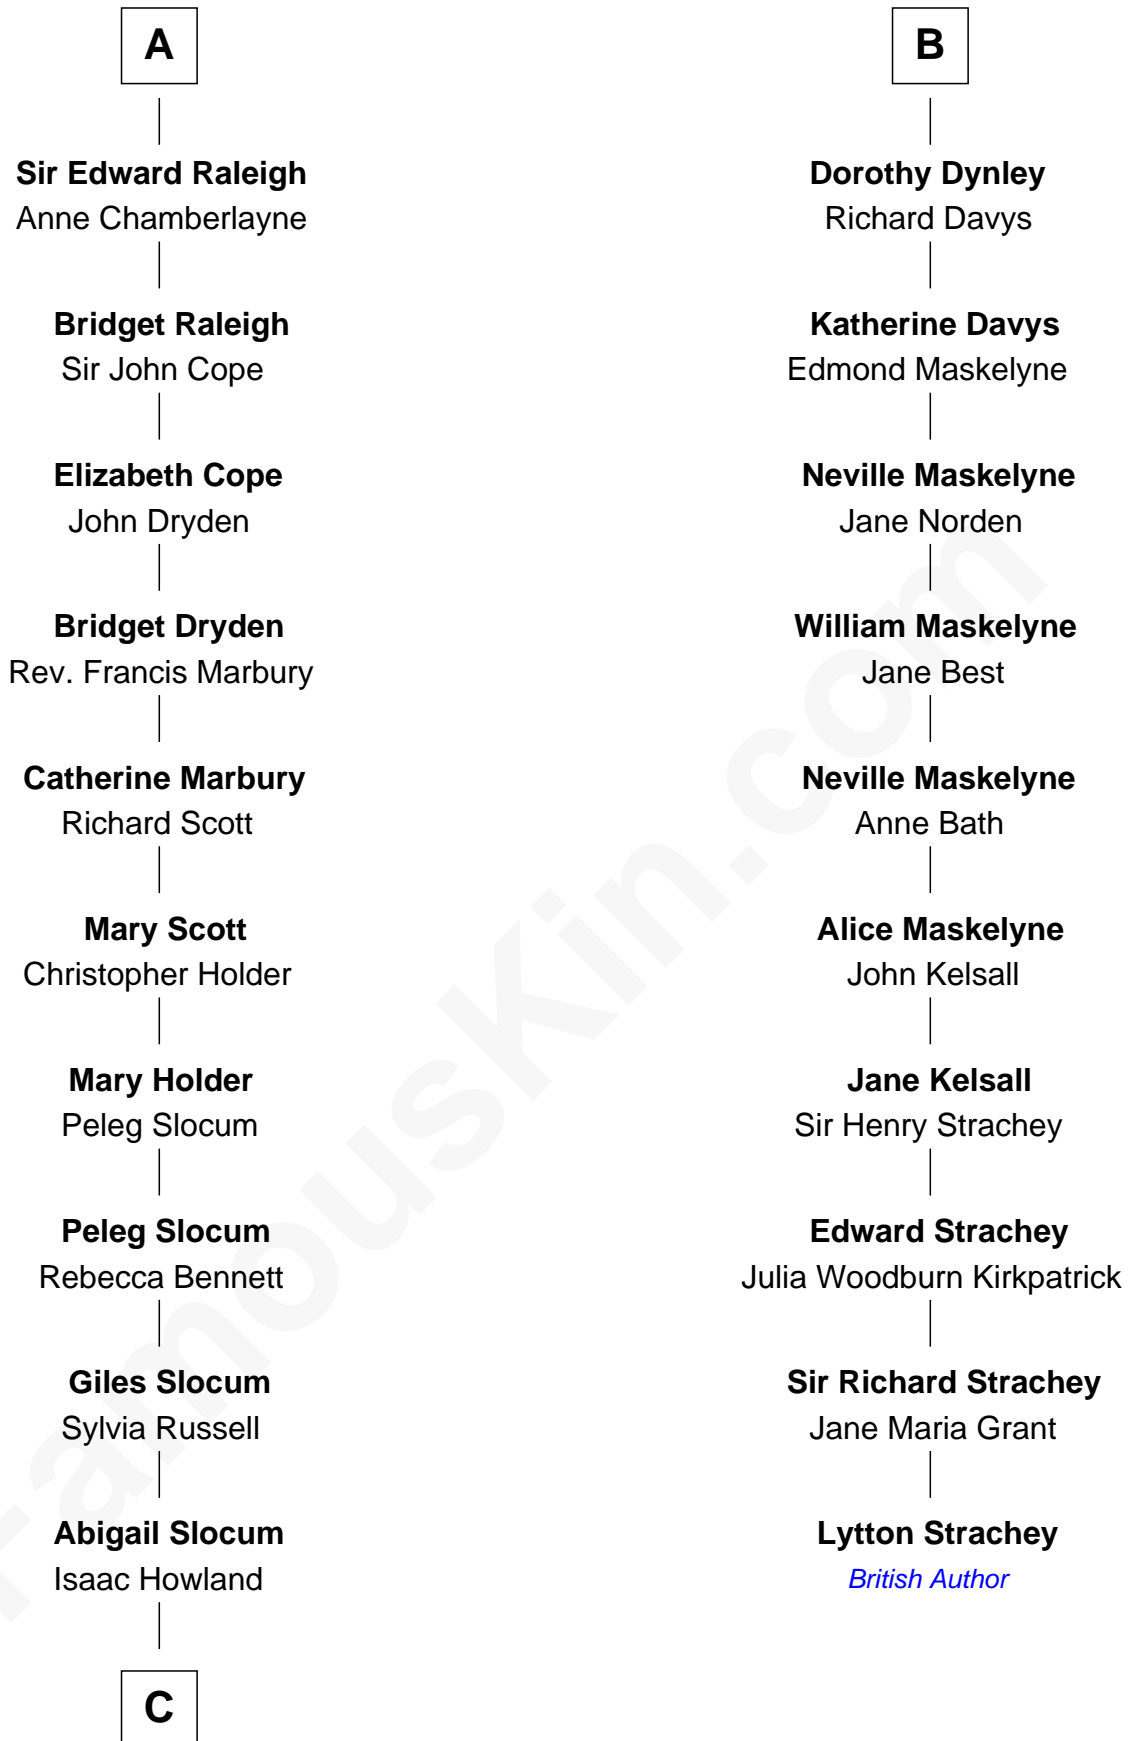 A
Sir Edward Raleigh
Anne Chamberlayne
Bridget Raleigh
Sir John Cope
Elizabeth Cope
John Dryden
Bridget Dryden
Rev. Francis Marbury
Catherine Marbury
Richard Scott
Mary Scott
Christopher Holder
Mary Holder
Peleg Slocum
Peleg Slocum
Rebecca Bennett
Giles Slocum
Sylvia Russell
Abigail Slocum
Isaac Howland
C
B
Dorothy Dynley
Richard Davys
Katherine Davys
Edmond Maskelyne
Neville Maskelyne
Jane Norden
William Maskelyne
Jane Best
Neville Maskelyne
Anne Bath
Alice Maskelyne
John Kelsall
Jane Kelsall
Sir Henry Strachey
Edward Strachey
Julia Woodburn Kirkpatrick
Sir Richard Strachey
Jane Maria Grant
Lytton Strachey
British Author
FamousKin.com